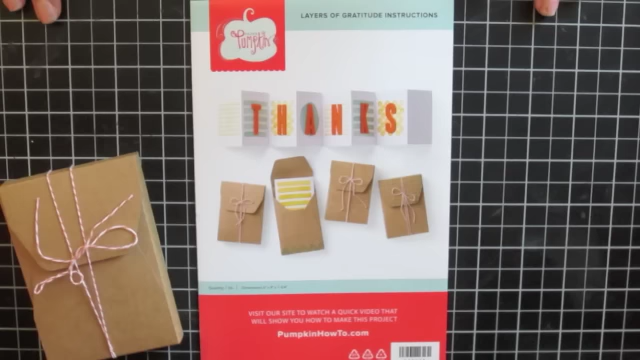 LAYERS OF GRATITUDE INSTRUCTIONS
Pumpkin
THANKS
VISIT OUR SITE TO WATCH A QUICK VIDEO THAT
WILL SHOW YOU HOW TO MAKE THIS PROJECT
PumpkinHowTo.com